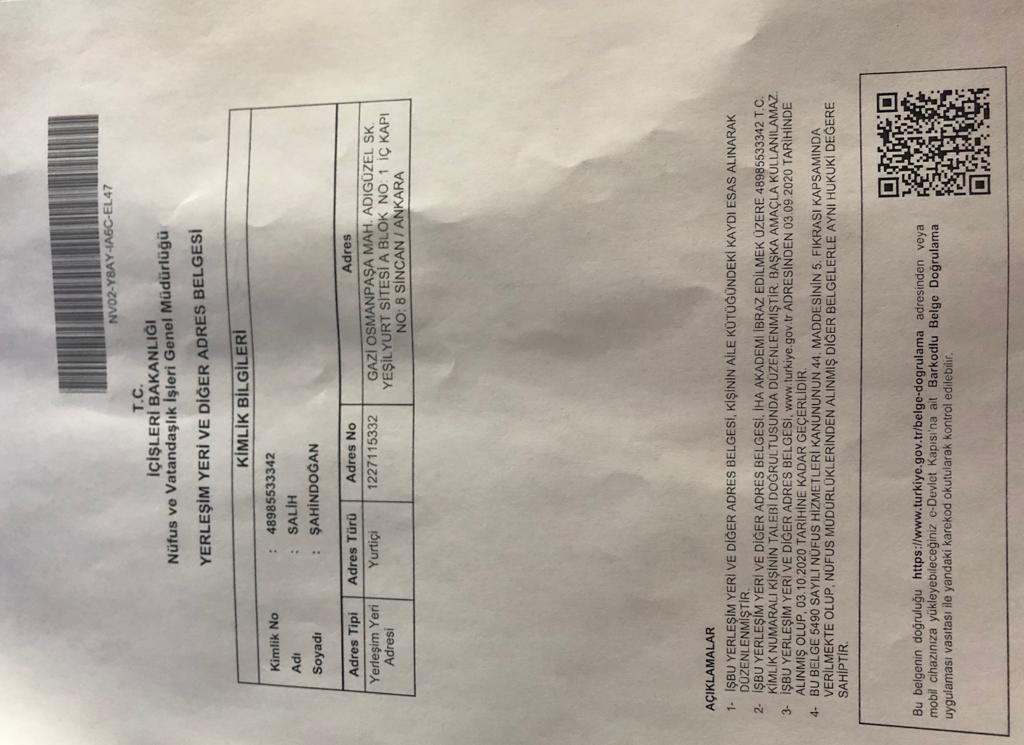 NV02-Y8AY-IA6C-EL47
T.C.
İÇİŞLERİ BAKANLIĞI
Nüfus ve Vatandaşlık İşleri Genel Müdürlüğü
YERLEŞİM YERİ VE DİĞER ADRES BELGESİ
KİMLİK BİLGİLERİ
Kimlik No : 48985533342
Adı : SALİH
Soyadı : ŞAHİNDOĞAN
Adres Tipi Adres Türü Adres No Adres
Yerleşim Yeri Adresi Yurtiçi 1227115332 GAZİ OSMANPAŞA MAH. ADIGÜZEL SK.
YEŞİLYURT SİTESİ A BLOK NO: 1 İÇ KAPI
NO: 8 SİNCAN / ANKARA
AÇIKLAMALAR
1- İŞBU YERLEŞİM YERİ VE DİĞER ADRES BELGESİ, KİŞİNİN AİLE KÜTÜĞÜNDEKİ KAYDI ESAS ALINARAK
DÜZENLENMİŞTİR.
2- İŞBU YERLEŞİM YERİ VE DİĞER ADRES BELGESİ, İHA AKADEMİ İBRAZ EDİLMEK ÜZERE 48985533342 T.C.
KİMLİK NUMARALI KİŞİNİN TALEBİ DOĞRULTUSUNDA DÜZENLENMİŞTİR. BAŞKA AMAÇLA KULLANILAMAZ.
3- İŞBU YERLEŞİM YERİ VE DİĞER ADRES BELGESİ, www.turkiye.gov.tr ADRESİNDEN 03.09.2020 TARİHİNDE
ALINMIŞ OLUP, 03.10.2020 TARİHİNE KADAR GEÇERLİDİR.
4- BU BELGE 5490 SAYILI NÜFUS HİZMETLERİ KANUNUNUN 44. MADDESİNİN 5. FIKRASI KAPSAMINDA
VERİLMEKTE OLUP, NÜFUS MÜDÜRLÜKLERİNDEN ALINMIŞ DİĞER BELGELERLE AYNI HUKUKİ DEĞERE
SAHİPTİR.
Bu belgenin doğruluğu https://www.turkiye.gov.tr/belge-dogrulama adresinden veya
mobil cihazınıza yükleyebileceğiniz e-Devlet Kapısı'na ait Barkodlu Belge Doğrulama
uygulaması vasıtası ile yandaki karekod okutularak kontrol edilebilir.